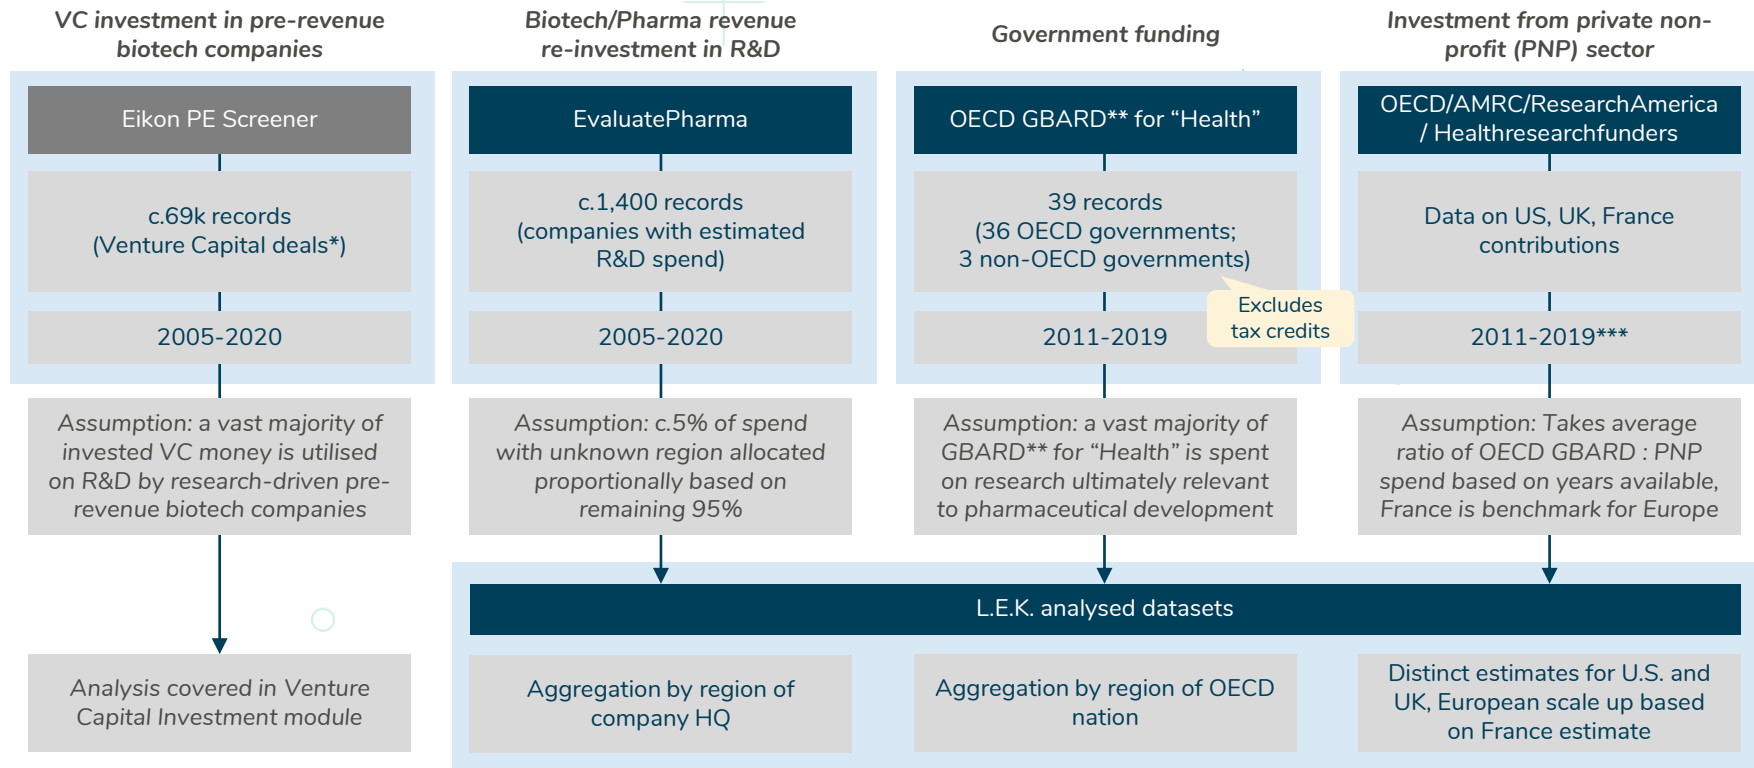 VC investment in pre-revenue
biotech companies
Eikon PE Screener
c.69k records
(Venture Capital deals*)
2005-2020
Assumption: a vast majority of
invested VC money is utilised
on R&D by research-driven pre-
revenue biotech companies
Analysis covered in Venture
Capital Investment module
Biotech/Pharma revenue
re-investment in R&D
EvaluatePharma
c.1,400 records
(companies with estimated
R&D spend)
2005-2020
Assumption: c.5% of spend
with unknown region allocated
proportionally based on
remaining 95%
Government funding
OECD GBARD** for “Health”
39 records
(36 OECD governments;
3 non-OECD governments)
Excludes
tax credits
2011-2019
Assumption: a vast majority of
GBARD** for “Health” is spent
on research ultimately relevant
to pharmaceutical development
Investment from private non-
profit (PNP) sector
OECD/AMRC/ResearchAmerica
/ Healthresearchfunders
Data on US, UK, France
contributions
2011-2019***
Assumption: Takes average
ratio of OECD GBARD : PNP
spend based on years available,
France is benchmark for Europe
L.E.K. analysed datasets
Aggregation by region of
company HQ
Aggregation by region of OECD
nation
Distinct estimates for U.S. and
UK, European scale up based
on France estimate